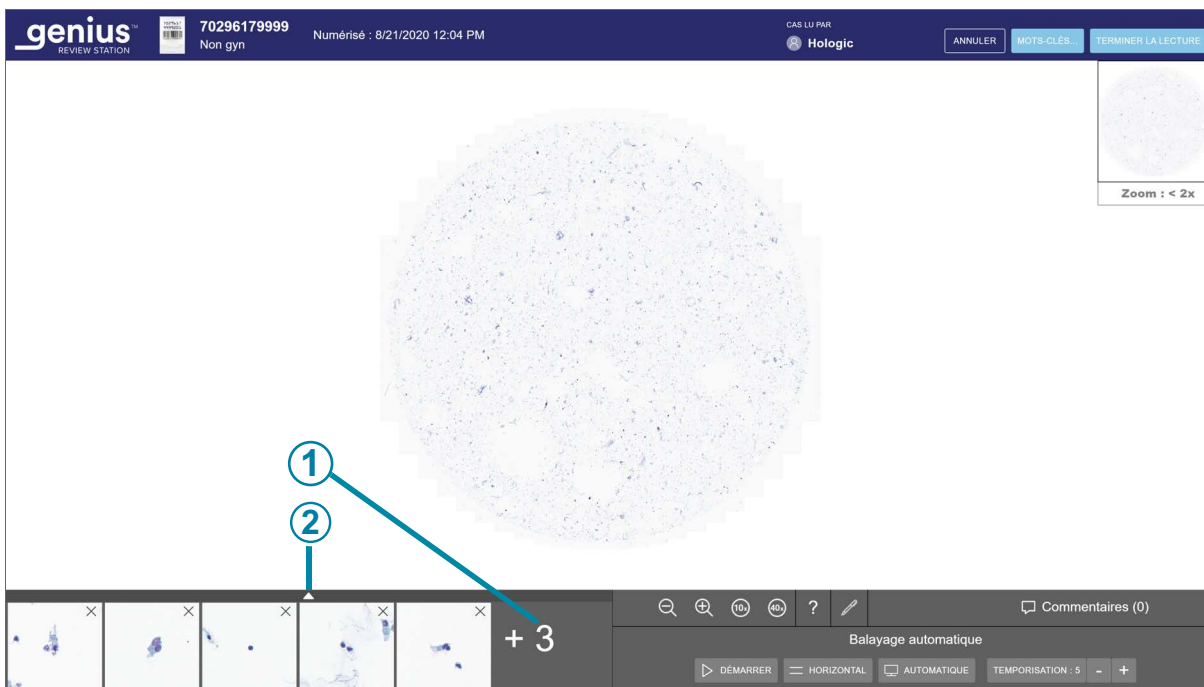 genius™
REVIEW STATION
70296179999
Non gyn
Numérisé : 8/21/2020 12:04 PM
CAS LU PAR
Hologic
ANNULER
MOTS-CLÉS...
TERMINER LA LECTURE
Zoom : < 2x
1
2
+ 3
10x
40x
?
Commentaires (0)
Balayage automatique
DÉMARRER
HORIZONTAL
AUTOMATIQUE
TEMPORISATION : 5
- +